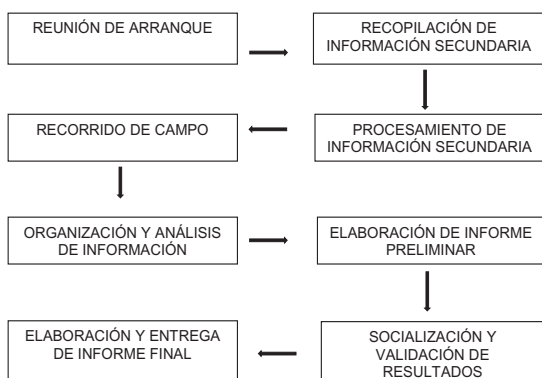 REUNIÓN DE ARRANQUE
RECOPILACIÓN DE
INFORMACIÓN SECUNDARIA
RECORRIDO DE CAMPO
PROCESAMIENTO DE
INFORMACIÓN SECUNDARIA
ORGANIZACIÓN Y ANÁLISIS
DE INFORMACIÓN
ELABORACIÓN DE INFORME
PRELIMINAR
ELABORACIÓN Y ENTREGA
DE INFORME FINAL
SOCIALIZACIÓN Y
VALIDACIÓN DE
RESULTADOS